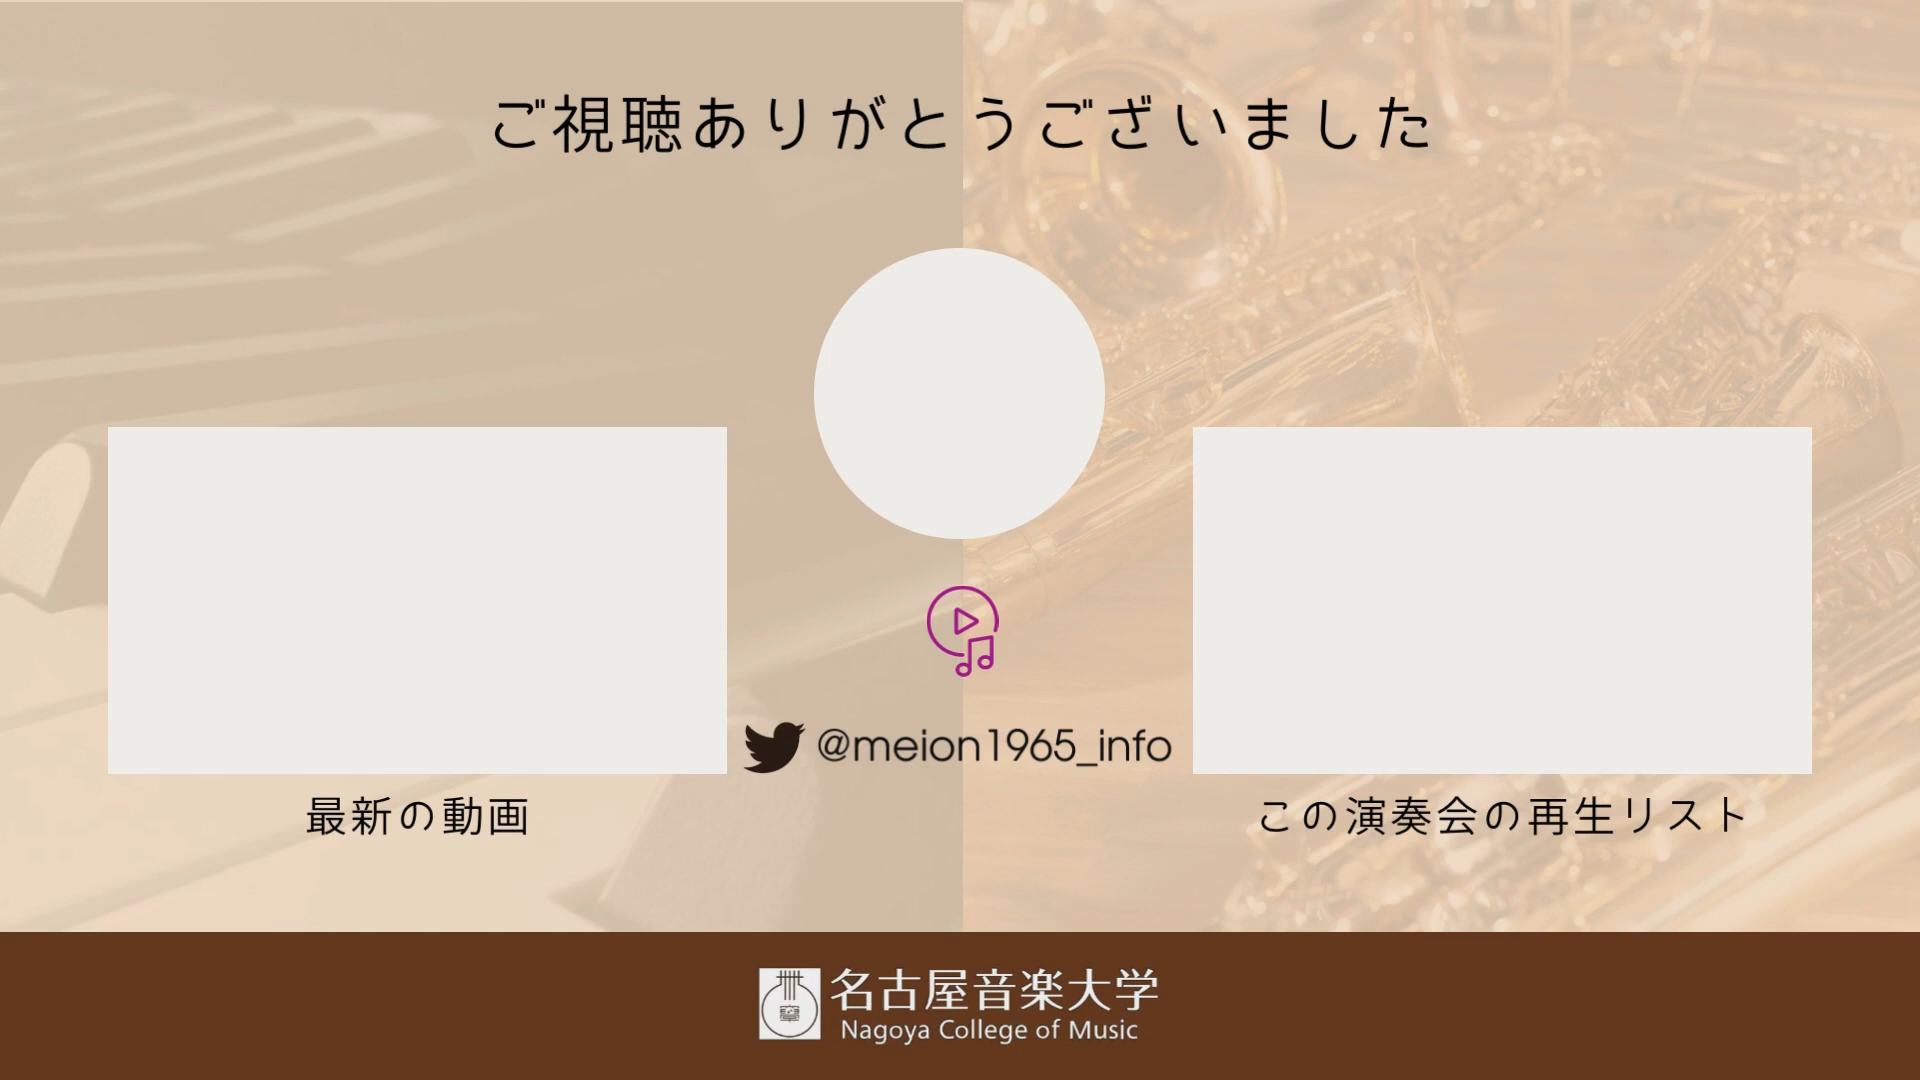 ご視聴ありがとうございました
@meion1965_info
最新の動画
この演奏会の再生リスト
名古屋音楽大学
Nagoya College of Music